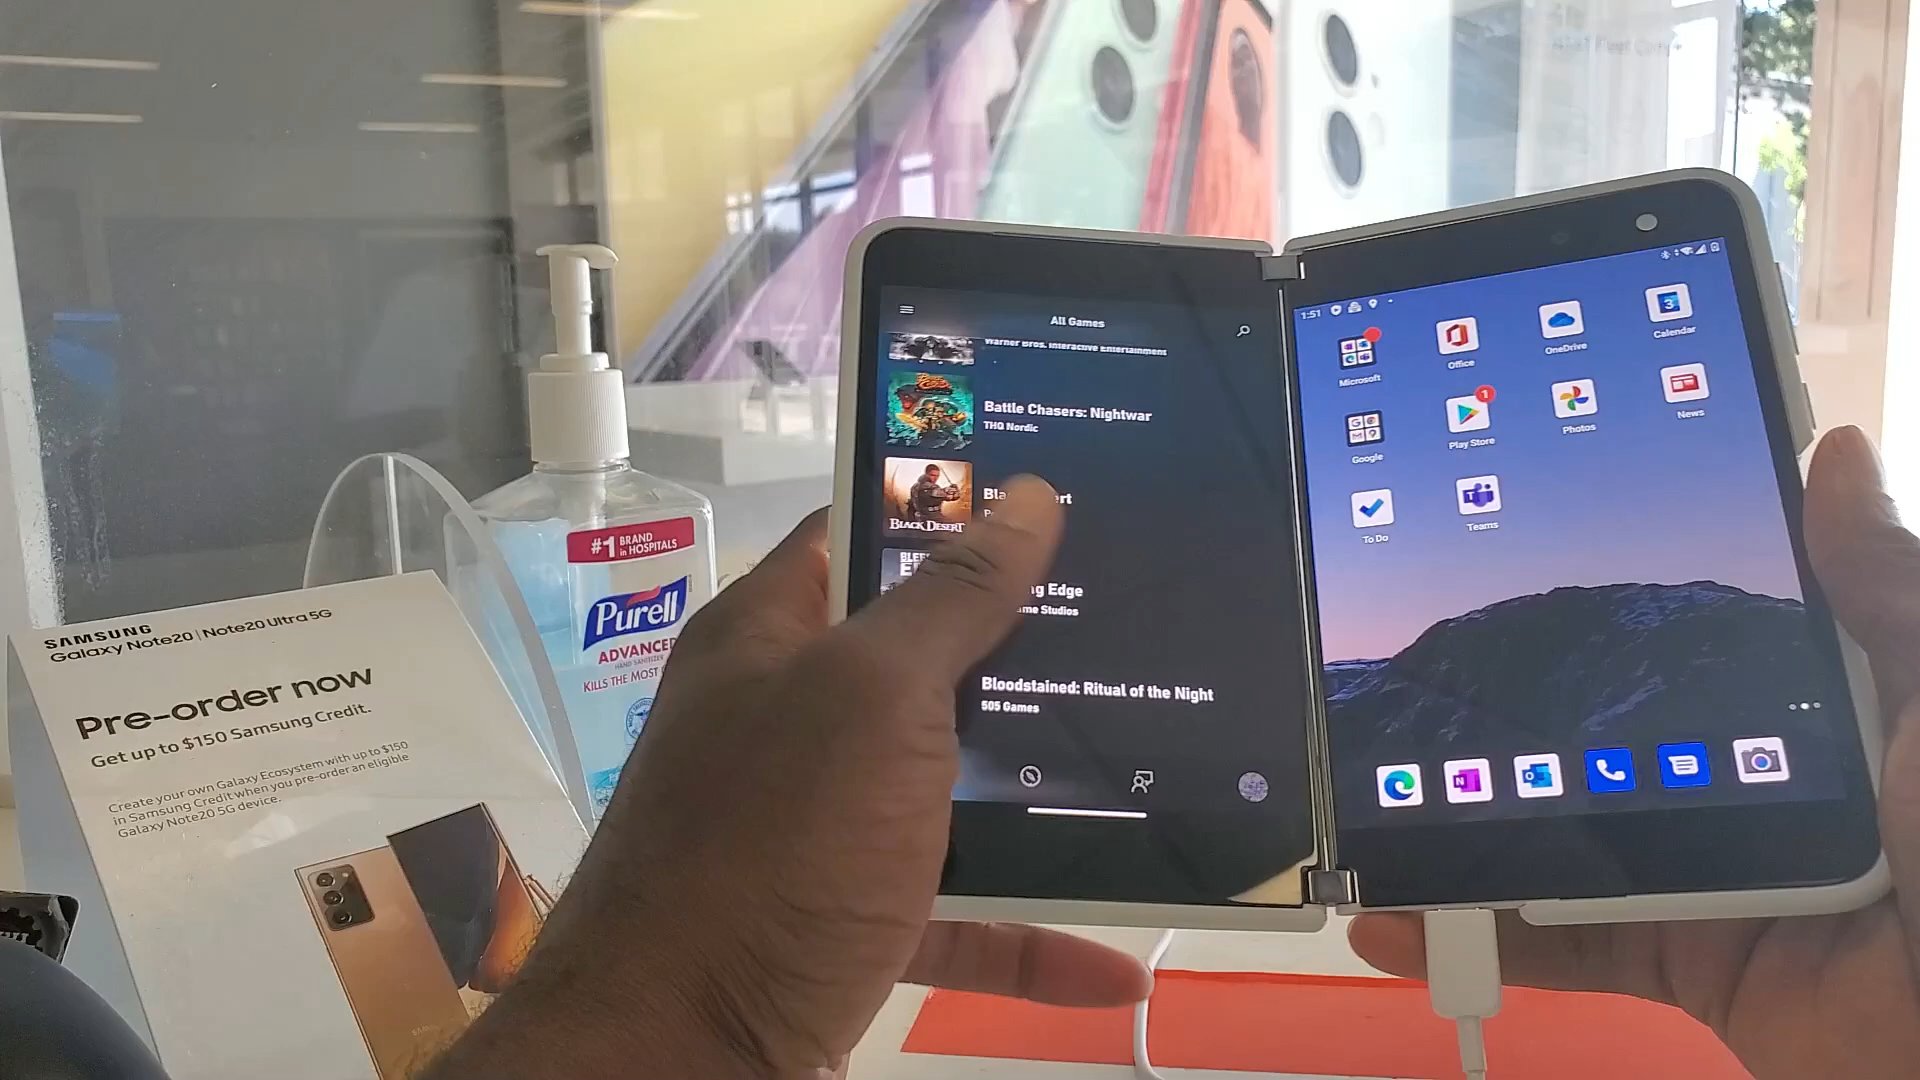 SAMSUNG
Galaxy Note20 | Note20 Ultra 5G
Pre-order now
Get up to $150 Samsung Credit.
Create your own Galaxy Ecosystem with up to $150
in Samsung Credit when you pre-order an eligible
Galaxy Note20 5G device.
#1 BRAND
in HOSPITALS
Purell
ADVANCED
HAND SANITIZER
KILLS THE MOST
All Games
Warner Bros. Interactive Entertainment
Battle Chasers: Nightwar
THQ Nordic
BLACK DESERT
Edge
Studios
Bloodstained: Ritual of the Night
505 Games
1:51
Microsoft
Office
OneDrive
3
Calendar
Google
1
Play Store
Photos
News
To Do
Teams